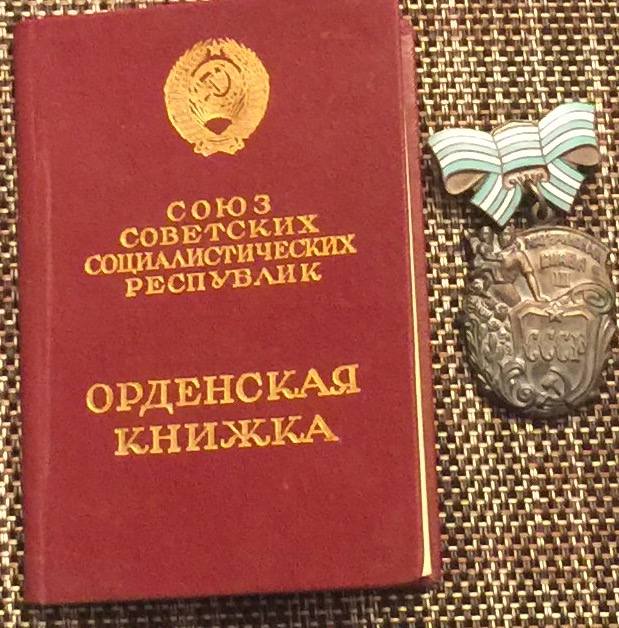 СОЮЗ
СОВЕТСКИХ
СОЦИАЛИСТИЧЕСКИХ
РЕСПУБЛИК
ОРДЕНСКАЯ
КНИЖКА
СССР